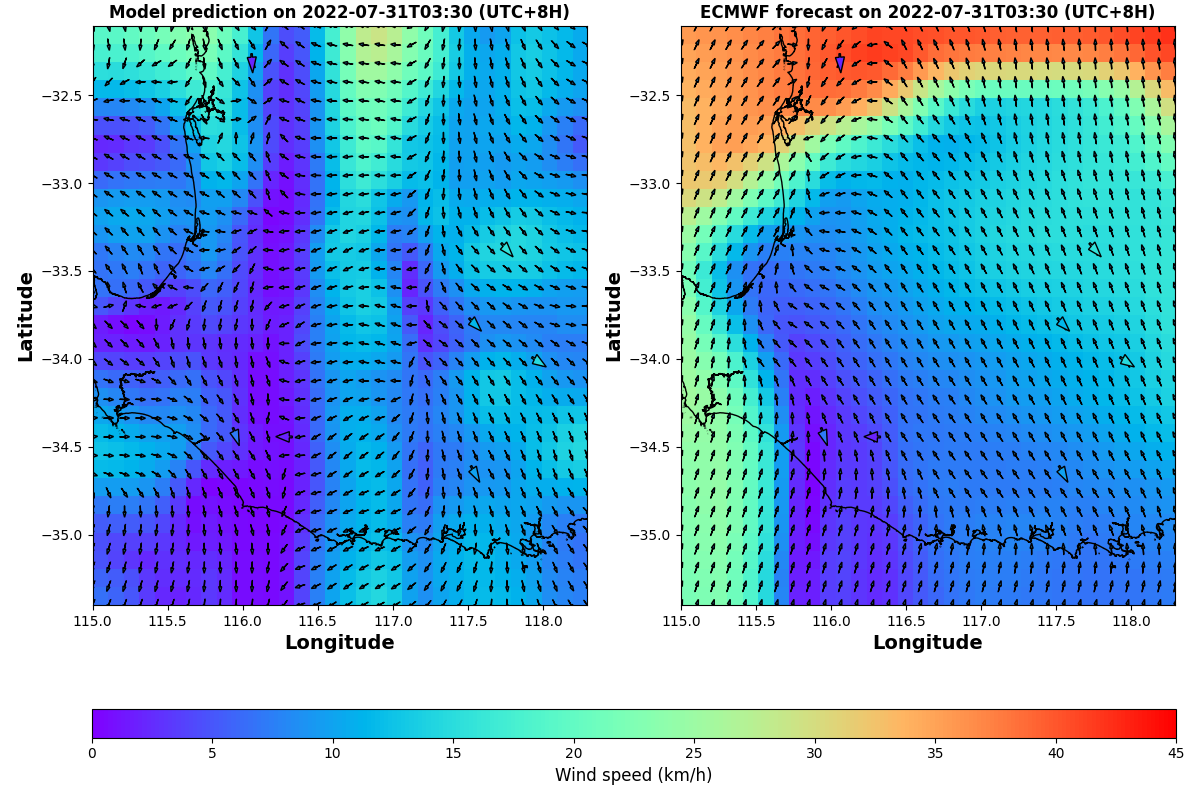 Model prediction on 2022-07-31T03:30 (UTC+8H)
ECMWF forecast on 2022-07-31T03:30 (UTC+8H)
−32.5
−33.0
−33.5
−34.0
−34.5
−35.0
Latitude
115.0 115.5 116.0 116.5 117.0 117.5 118.0
Longitude
−32.5
−33.0
−33.5
−34.0
−34.5
−35.0
Latitude
115.0 115.5 116.0 116.5 117.0 117.5 118.0
Longitude
0 5 10 15 20 25 30 35 40 45
Wind speed (km/h)